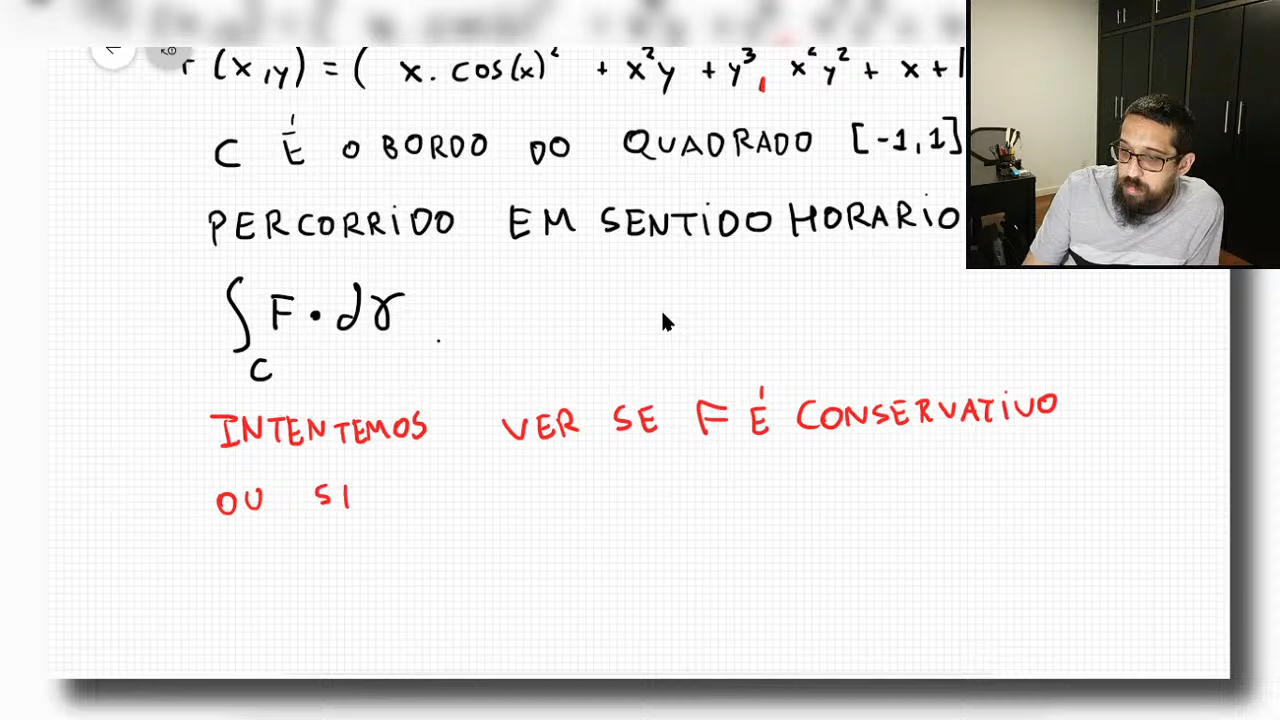 (x,y) = ( x. cos(x)² + x²y + y³, x²y² + x + 1
C É O BORDO DO QUADRADO [-1,1]
PERCORRIDO EM SENTIDO HORARIO
∫ F • dr
C
INTENTEMOS VER SE F É CONSERVATIVO
OU SI